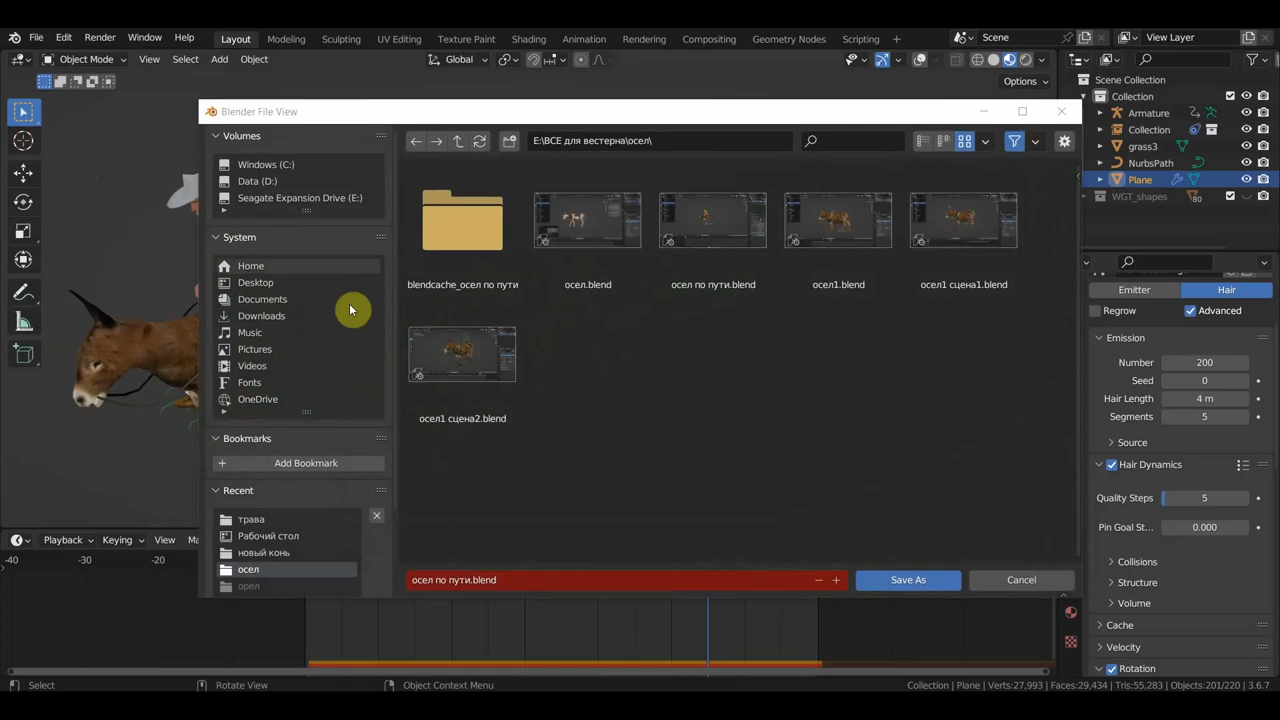 File Edit Render Window Help Layout Modeling Sculpting UV Editing Texture Paint Shading Animation Rendering Compositing Geometry Nodes Scripting + Scene View Layer
Object Mode View Select Add Object Global
Options
Scene Collection
Collection
Armature
Collection
grass3
NurbsPath
Plane
WGT_shapes 80
Blender File View
Volumes
Windows (C:)
Data (D:)
Seagate Expansion Drive (E:)
System
Home
Desktop
Documents
Downloads
Music
Pictures
Videos
Fonts
OneDrive
Bookmarks
Add Bookmark
Recent
трава
Рабочий стол
новый конь
осел
орел
E:\ВСЕ для вестерна\осел\
blendcache_осел по пути осел.blend осел по пути.blend осел1.blend осел1 сцена1.blend
осел1 сцена2.blend
осел по пути.blend Save As Cancel
Emitter Hair
Regrow Advanced
Emission
Number 200
Seed 0
Hair Length 4 m
Segments 5
Source
Hair Dynamics
Quality Steps 5
Pin Goal St... 0.000
Collisions
Structure
Volume
Cache
Velocity
Rotation
Playback Keying View Ma
-40 -20
Select Rotate View Object Context Menu Collection | Plane | Verts:27,993 | Faces:29,434 | Tris:55,283 | Objects:201/220 | 3.6.7